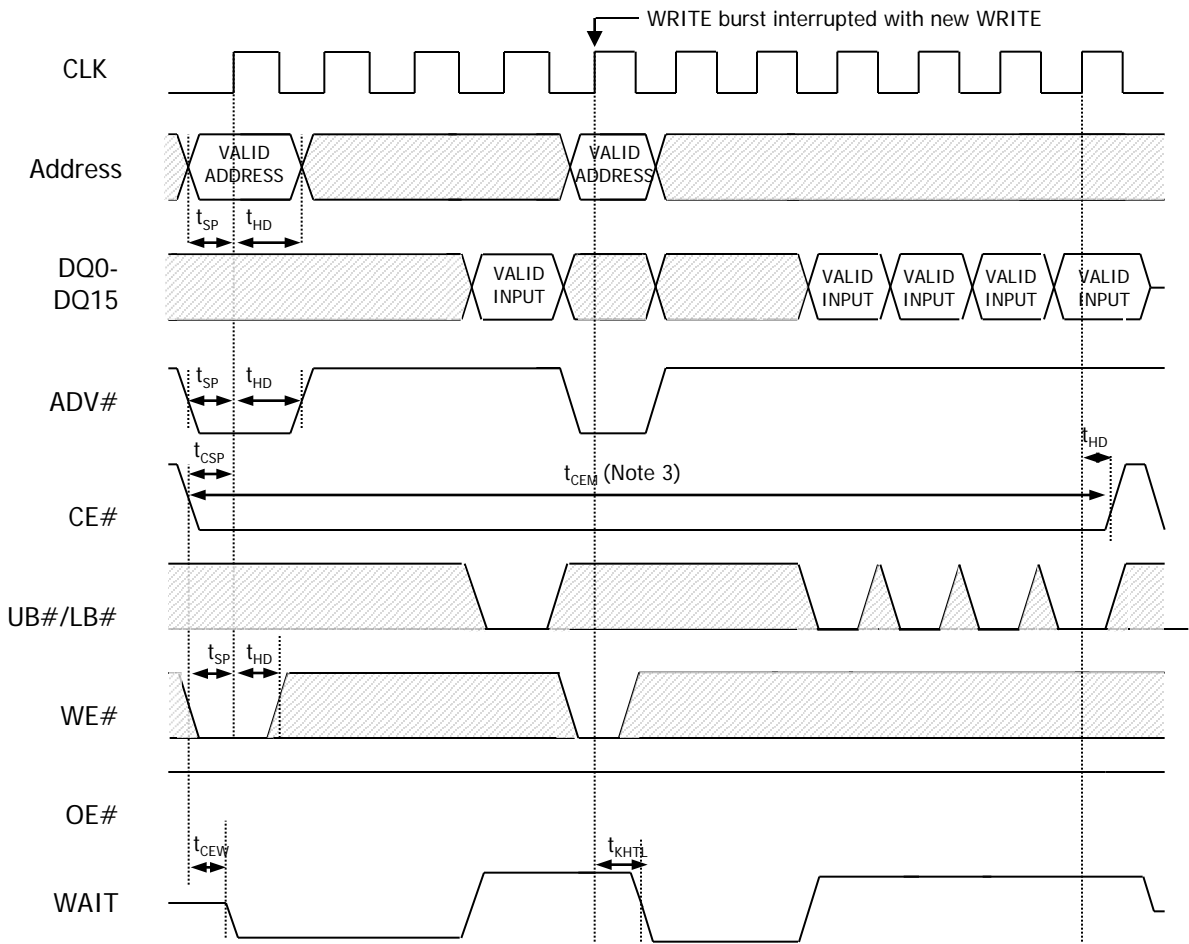 WRITE burst interrupted with new WRITE
CLK
Address
VALID
ADDRESS
VALID
ADDRESS
tSP
tHD
DQ0-
DQ15
VALID
INPUT
VALID
INPUT
VALID
INPUT
VALID
INPUT
VALID
INPUT
ADV#
tSP
tHD
tHD
tCSP
tCEM (Note 3)
CE#
UB#/LB#
tSP
tHD
WE#
OE#
tCEW
tKHTL
WAIT